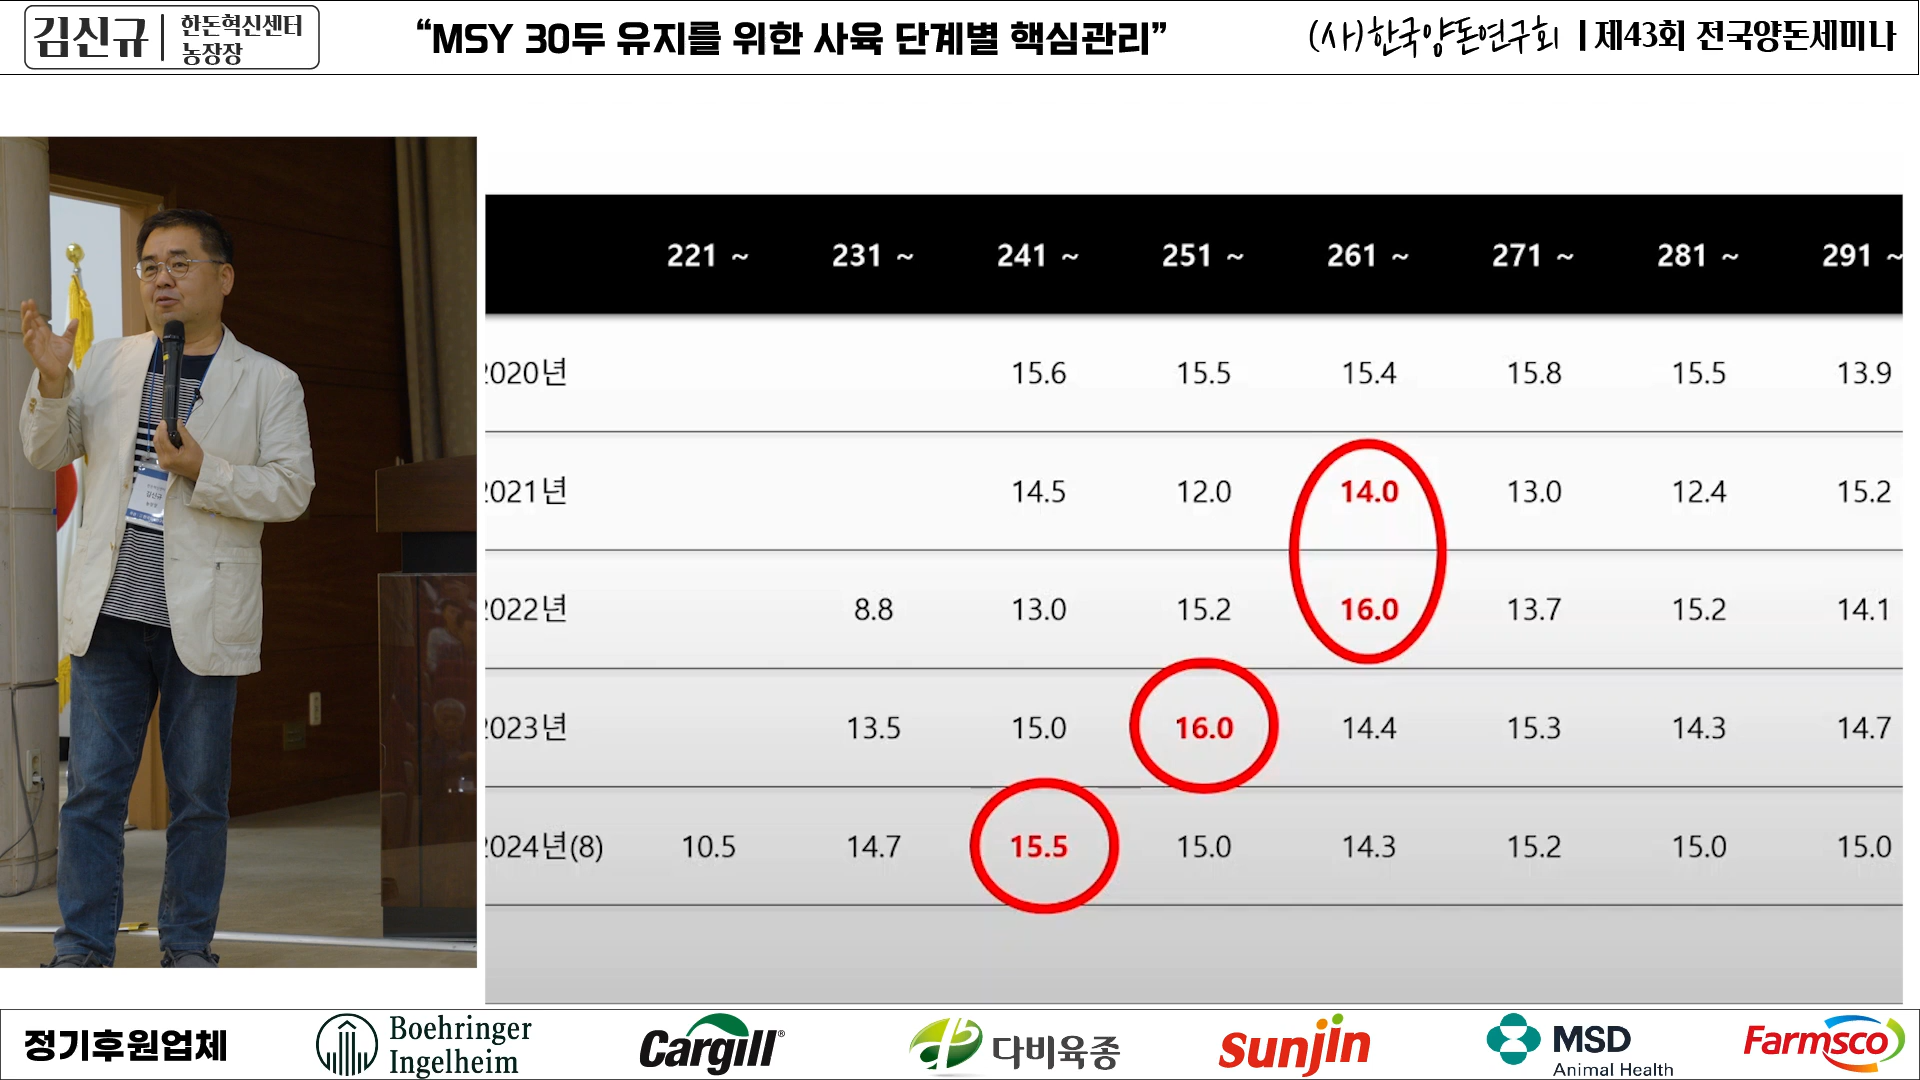 김신규
한돈혁신센터
농장장
“MSY 30두 유지를 위한 사육 단계별 핵심관리”
(사)한국양돈연구회 | 제43회 전국양돈세미나
김신규
221 ~ 231 ~ 241 ~ 251 ~ 261 ~ 271 ~ 281 ~ 291 ~
2020년 15.6 15.5 15.4 15.8 15.5 13.9
2021년 14.5 12.0 14.0 13.0 12.4 15.2
2022년 8.8 13.0 15.2 16.0 13.7 15.2 14.1
2023년 13.5 15.0 16.0 14.4 15.3 14.3 14.7
2024년(8) 10.5 14.7 15.5 15.0 14.3 15.2 15.0 15.0
정기후원업체
Boehringer
Ingelheim
Cargill®
다비육종
sunjin
MSD
Animal Health
Farmsco